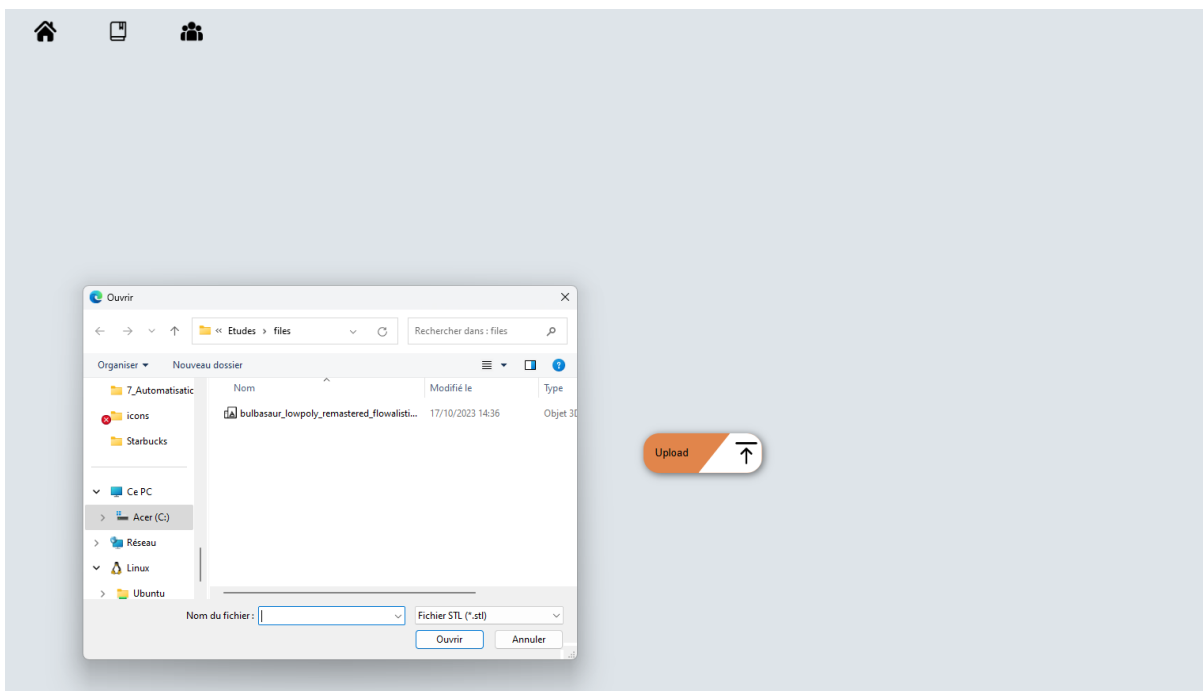 Ouvrir
« Etudes › files
Rechercher dans : files
Organiser
Nouveau dossier
Nom
Modifié le
Type
7_Automatisatic
bulbasaur_lowpoly_remastered_flowalisti...
17/10/2023 14:36
Objet 3D
icons
Starbucks
Upload
Ce PC
Acer (C:)
Réseau
Linux
Ubuntu
Nom du fichier :
Fichier STL (*.stl)
Ouvrir
Annuler